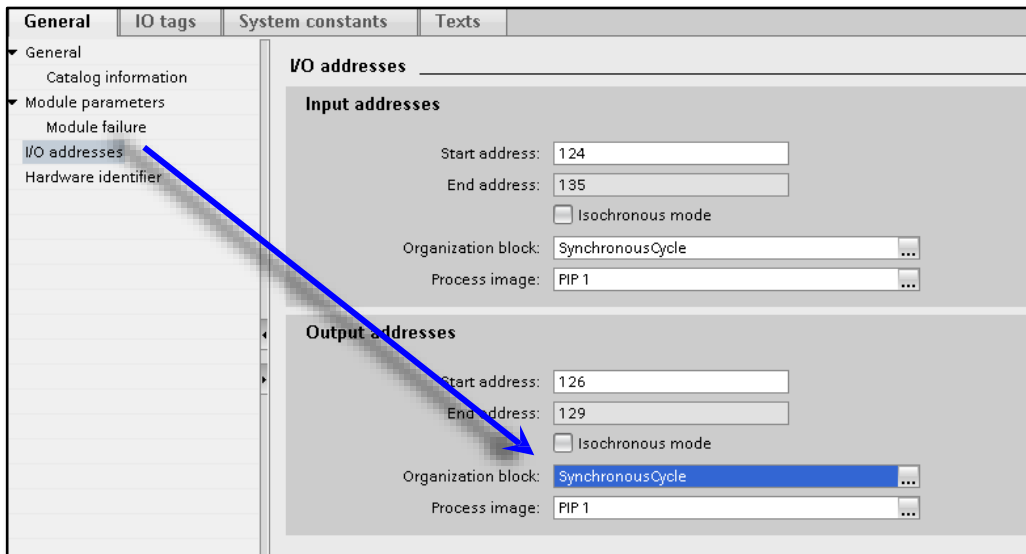 General IO tags System constants Texts
General
Catalog information
Module parameters
Module failure
I/O addresses
Hardware identifier
I/O addresses
Input addresses
Start address: 124
End address: 135
Isochronous mode
Organization block: SynchronousCycle ...
Process image: PIP 1 ...
Output addresses
Start address: 126
End address: 129
Isochronous mode
Organization block: SynchronousCycle ...
Process image: PIP 1 ...